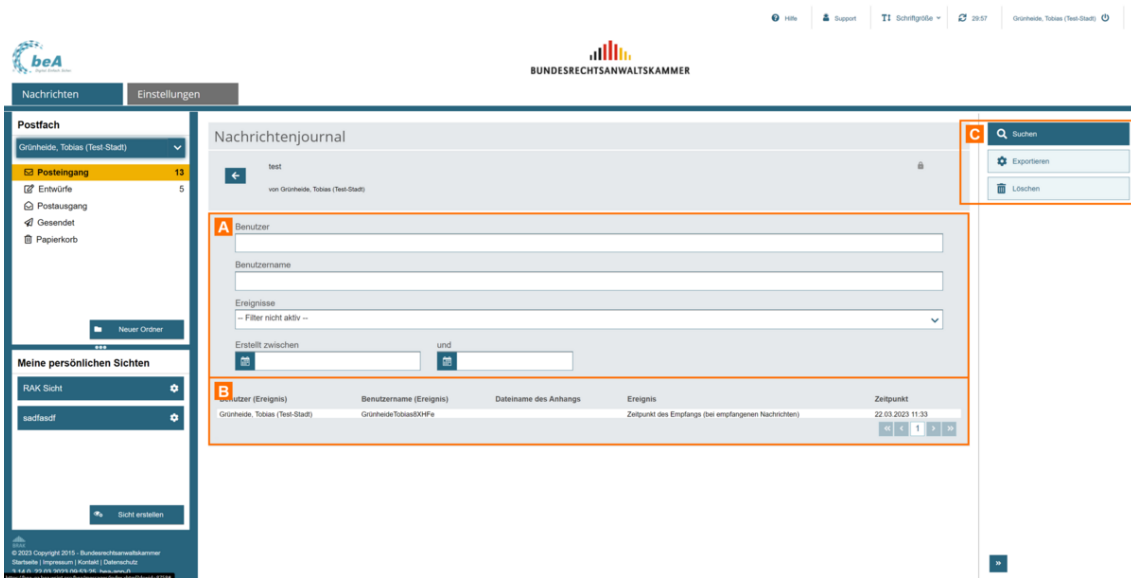 Hilfe Support Schriftgröße 29:57 Grünheide, Tobias (Test-Stadt)
beA
BUNDESRECHTSANWALTSKAMMER
Nachrichten Einstellungen
Postfach
Grünheide, Tobias (Test-Stadt)
Posteingang 13
Entwürfe 5
Postausgang
Gesendet
Papierkorb
Neuer Ordner
Meine persönlichen Sichten
RAK Sicht
sadfasdf
Sicht erstellen
BRAK
© 2023 Copyright 2015 - Bundesrechtsanwaltskammer
Startseite | Impressum | Kontakt | Datenschutz
Nachrichtenjournal
test
von Grünheide, Tobias (Test-Stadt)
A Benutzer
Benutzername
Ereignisse
-- Filter nicht aktiv --
Erstellt zwischen und
B
Benutzer (Ereignis) Benutzername (Ereignis) Dateiname des Anhangs Ereignis Zeitpunkt
Grünheide, Tobias (Test-Stadt) GrünheideTobias8XHFe Zeitpunkt des Empfangs (bei empfangenen Nachrichten) 22.03.2023 11:33
« < 1 > »
C Suchen
Exportieren
Löschen
»